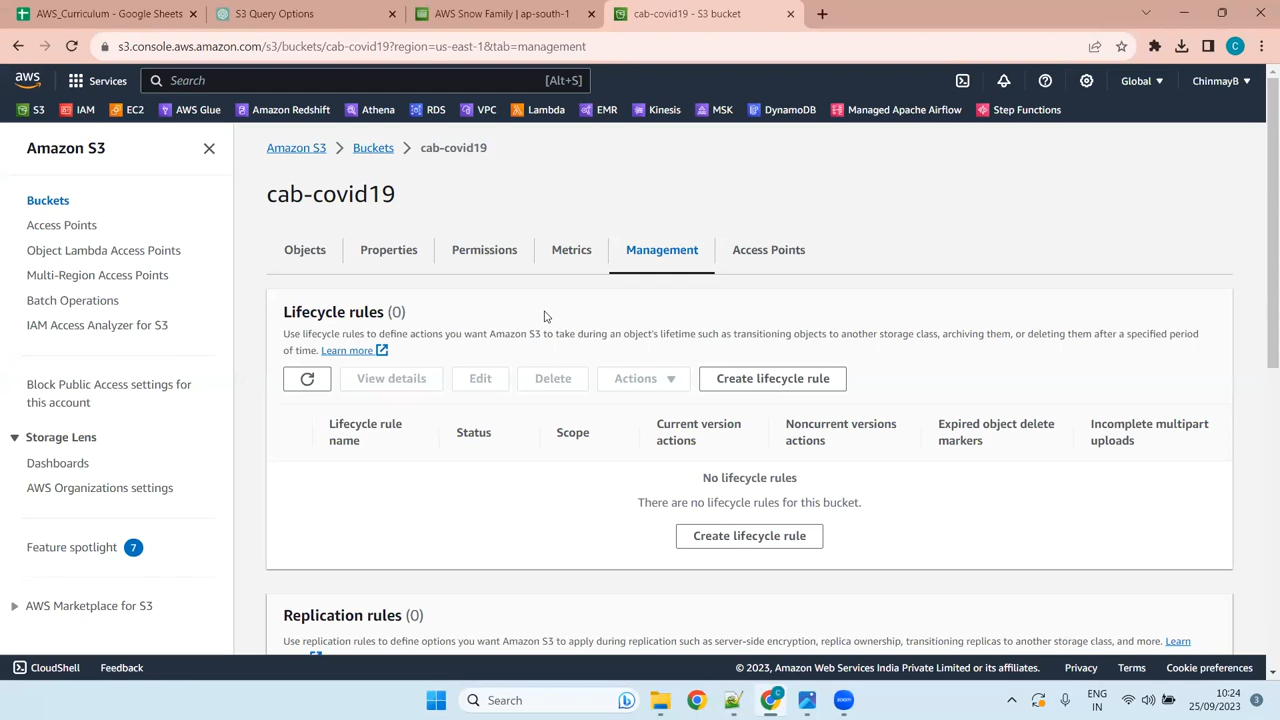 AWS_Curriculum - Google Sheets
S3 Query Options
AWS Snow Family | ap-south-1
cab-covid19 - S3 bucket
s3.console.aws.amazon.com/s3/buckets/cab-covid19?region=us-east-1&tab=management
C
aws
Services
Search
[Alt+S]
Global
ChinmayB
S3
IAM
EC2
AWS Glue
Amazon Redshift
Athena
RDS
VPC
Lambda
EMR
Kinesis
MSK
DynamoDB
Managed Apache Airflow
Step Functions
Amazon S3
Buckets
Access Points
Object Lambda Access Points
Multi-Region Access Points
Batch Operations
IAM Access Analyzer for S3
Block Public Access settings for
this account
Storage Lens
Dashboards
AWS Organizations settings
Feature spotlight 7
AWS Marketplace for S3
Amazon S3 > Buckets > cab-covid19
cab-covid19
Objects
Properties
Permissions
Metrics
Management
Access Points
Lifecycle rules (0)
Use lifecycle rules to define actions you want Amazon S3 to take during an object's lifetime such as transitioning objects to another storage class, archiving them, or deleting them after a specified period
of time. Learn more
View details
Edit
Delete
Actions
Create lifecycle rule
Lifecycle rule
name
Status
Scope
Current version
actions
Noncurrent versions
actions
Expired object delete
markers
Incomplete multipart
uploads
No lifecycle rules
There are no lifecycle rules for this bucket.
Create lifecycle rule
Replication rules (0)
Use replication rules to define options you want Amazon S3 to apply during replication such as server-side encryption, replica ownership, transitioning replicas to another storage class, and more. Learn
CloudShell
Feedback
© 2023, Amazon Web Services India Private Limited or its affiliates.
Privacy
Terms
Cookie preferences
Search
C
zoom
ENG
IN
10:24
25/09/2023
3